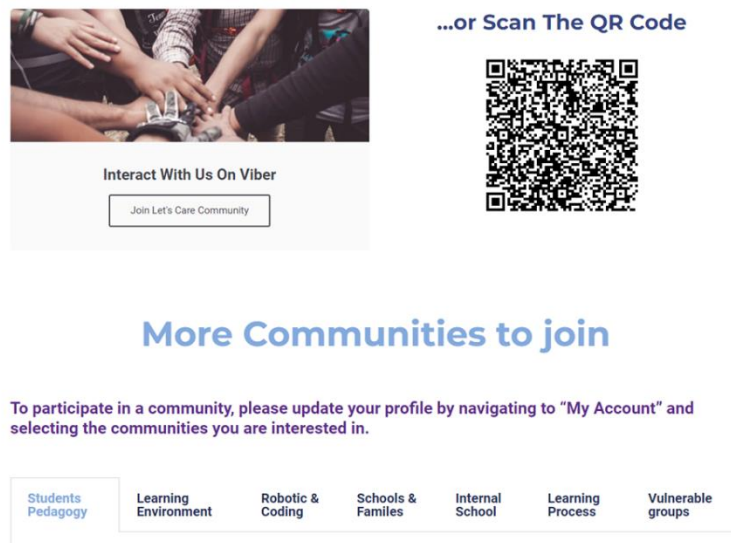 ...or Scan The QR Code
Interact With Us On Viber
Join Let's Care Community
More Communities to join
To participate in a community, please update your profile by navigating to “My Account” and
selecting the communities you are interested in.
Students
Pedagogy
Learning
Environment
Robotic &
Coding
Schools &
Familes
Internal
School
Learning
Process
Vulnerable
groups